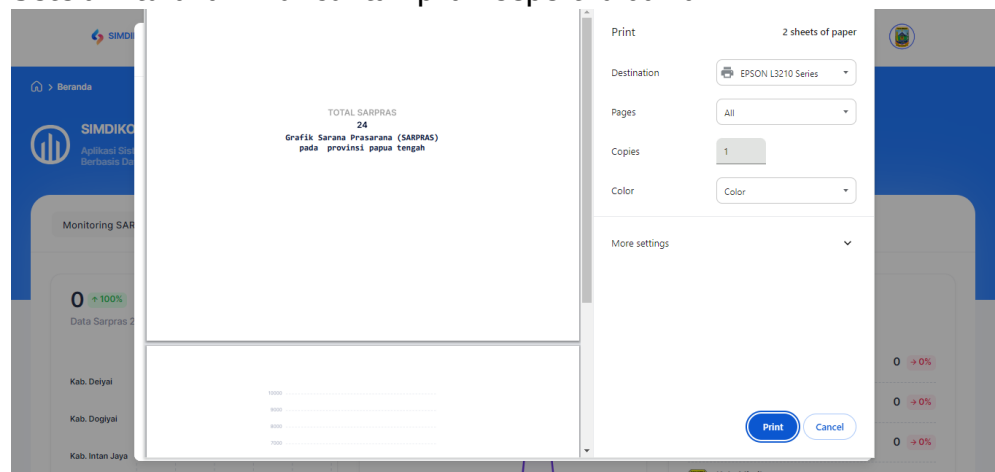 SIMDI
Beranda
SIMDIKO
Aplikasi Sist
Berbasis Da
Monitoring SAR
0 100%
Data Sarpras 2
Kab. Deiyai
Kab. Dogiyai
Kab. Intan Jaya
TOTAL SARPRAS
24
Grafik Sarana Prasarana (SARPRAS)
pada provinsi papua tengah
10000
9000
8000
7000
Print 2 sheets of paper
Destination EPSON L3210 Series
Pages All
Copies 1
Color Color
More settings
Print Cancel
0 0%
0 0%
0 0%